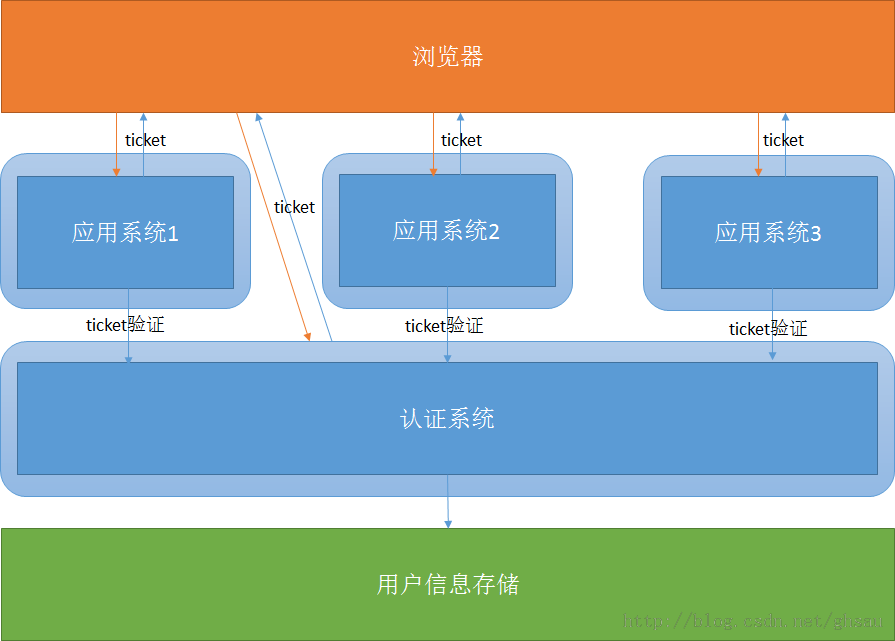 浏览器
ticket
ticket
ticket
ticket
应用系统1
应用系统2
应用系统3
ticket验证
ticket验证
ticket验证
认证系统
用户信息存储
http://blog.csdn.net/ghsau